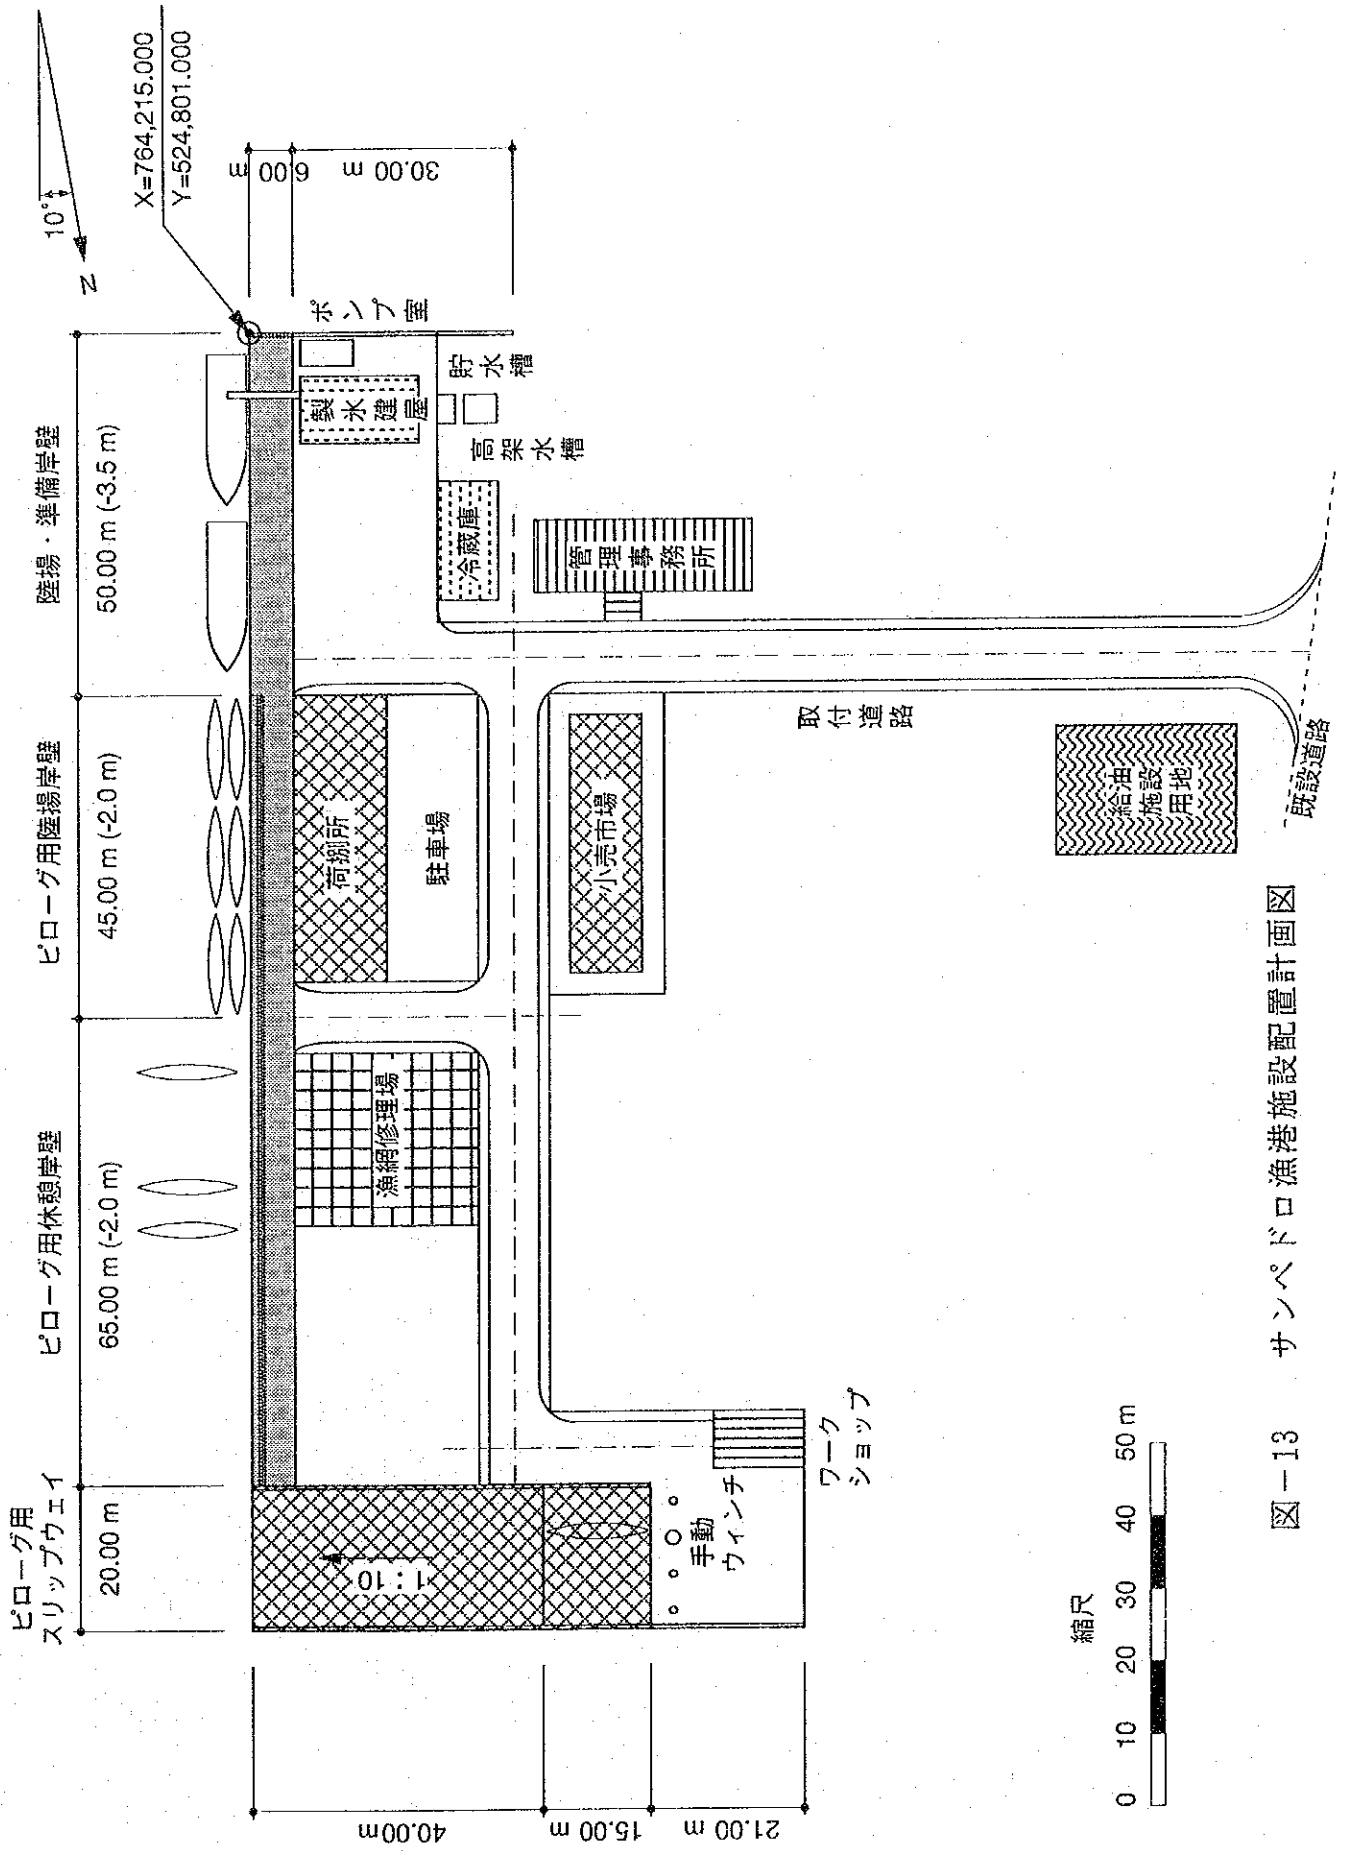 ピローグ用
スリップウェイ
20.00 m
ピローグ用休憩岸壁
65.00 m (-2.0 m)
ピローグ用陸揚岸壁
45.00 m (-2.0 m)
陸揚・準備岸壁
50.00 m (-3.5 m)
10°
N
X=764,215.000
Y=524,801.000
6.00 m
30.00 m
ポンプ室
製氷建屋
貯水槽
高架水槽
冷蔵庫
管理事務所
荷捌所
駐車場
小売市場
漁網修理場
取付道路
給油
施設
用地
既設道路
1:10
手動
ウィンチ
ワーク
ショップ
40.00m
15.00 m
21.00 m
縮尺
0 10 20 30 40 50 m
図-13 サンペドロ漁港施設配置計画図